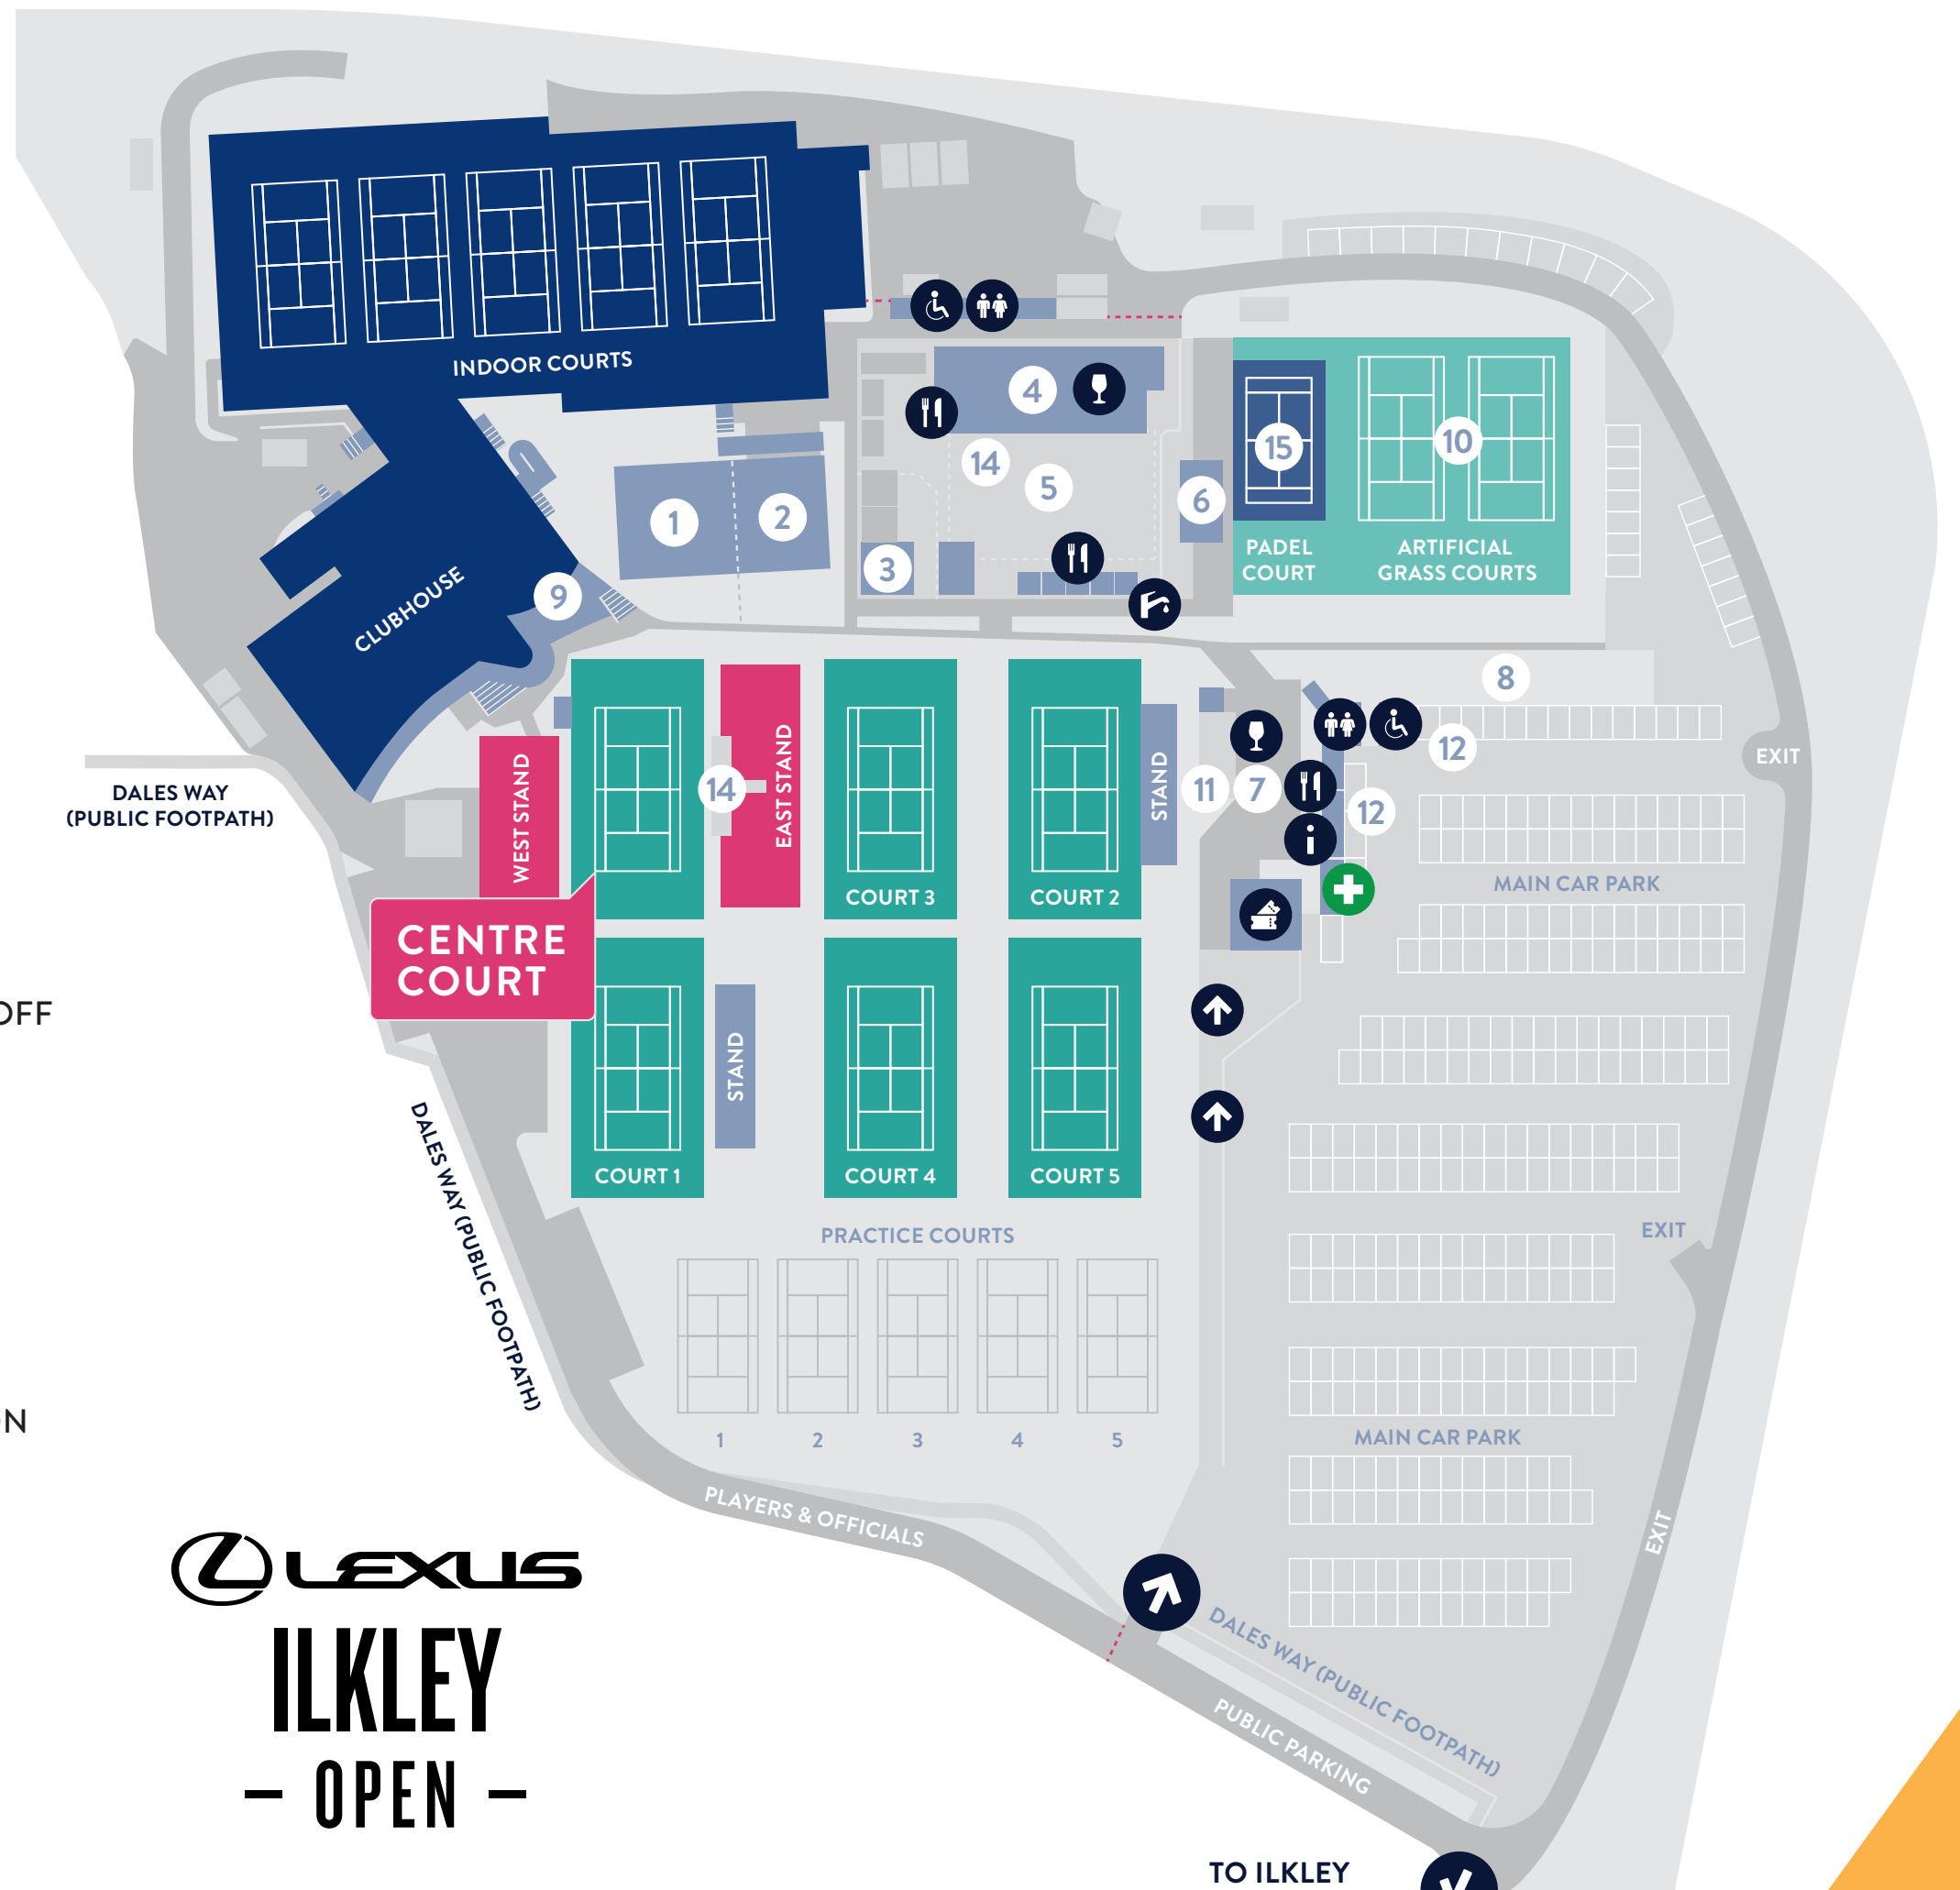 INDOOR COURTS
4
14
5
15
10
1
2
6
3
PADEL
COURT
ARTIFICIAL
GRASS COURTS
9
CLUBHOUSE
8
12
EXIT
DALES WAY
(PUBLIC FOOTPATH)
WEST STAND
14
EAST STAND
STAND
11
7
12
MAIN CAR PARK
COURT 3
COURT 2
CENTRE
COURT
OFF
STAND
COURT 1
COURT 4
COURT 5
DALES WAY (PUBLIC FOOTPATH)
PRACTICE COURTS
EXIT
1
2
3
4
5
MAIN CAR PARK
PLAYERS & OFFICIALS
EXIT
DALES WAY (PUBLIC FOOTPATH)
PUBLIC PARKING
LEXUS
ILKLEY
– OPEN –
TO ILKLEY